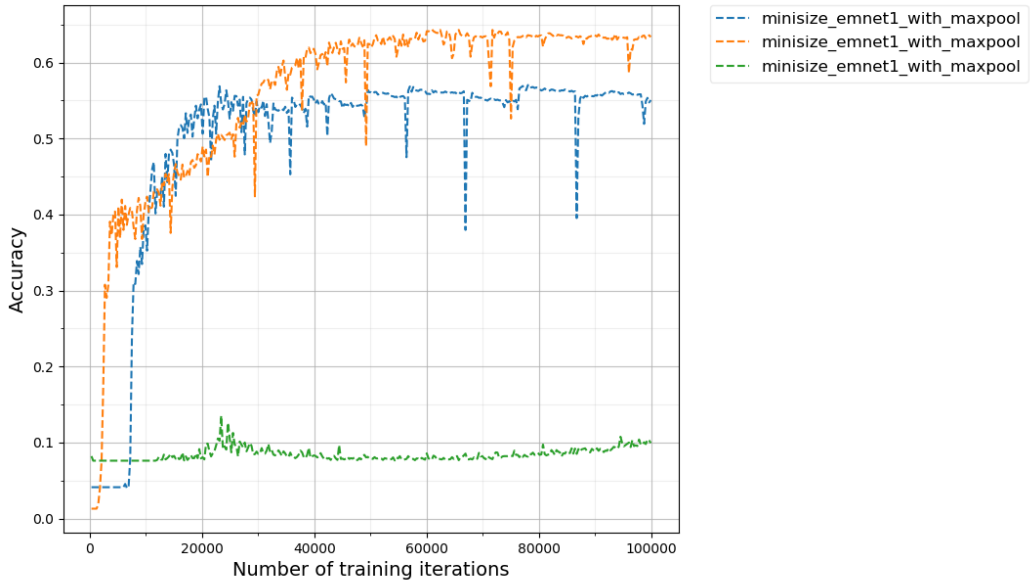 minisize_emnet1_with_maxpool
minisize_emnet1_with_maxpool
minisize_emnet1_with_maxpool
Accuracy
0.6
0.5
0.4
0.3
0.2
0.1
0.0
0 20000 40000 60000 80000 100000
Number of training iterations